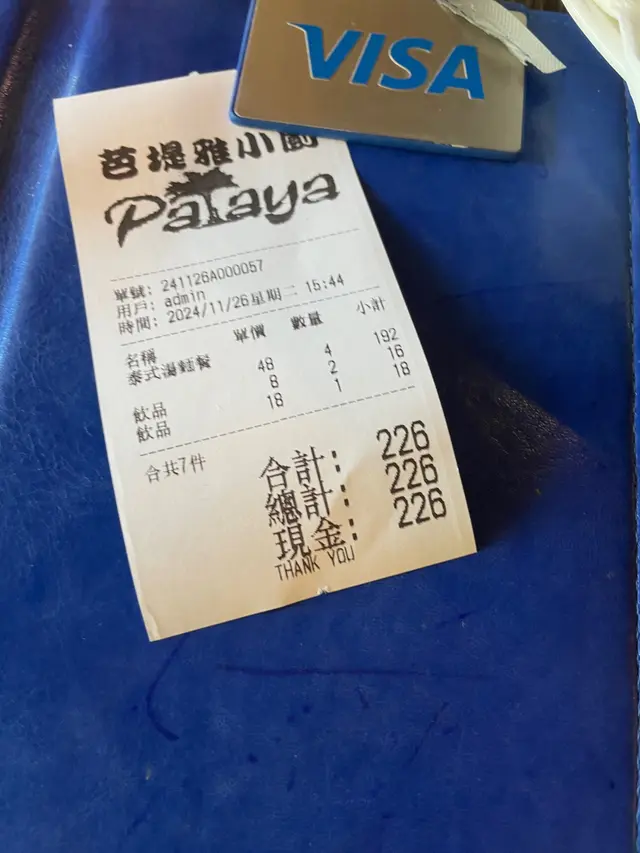 VISA
芭堤雅小廚
Pataya
單號: 241126A000057
用戶: admin
時間: 2024/11/26星期二 15:44
名稱 單價 數量 小計
泰式湯麵餐 48 4 192
飲品 8 2 16
飲品 18 1 18
合共7件
合計: 226
總計: 226
現金: 226
THANK YOU